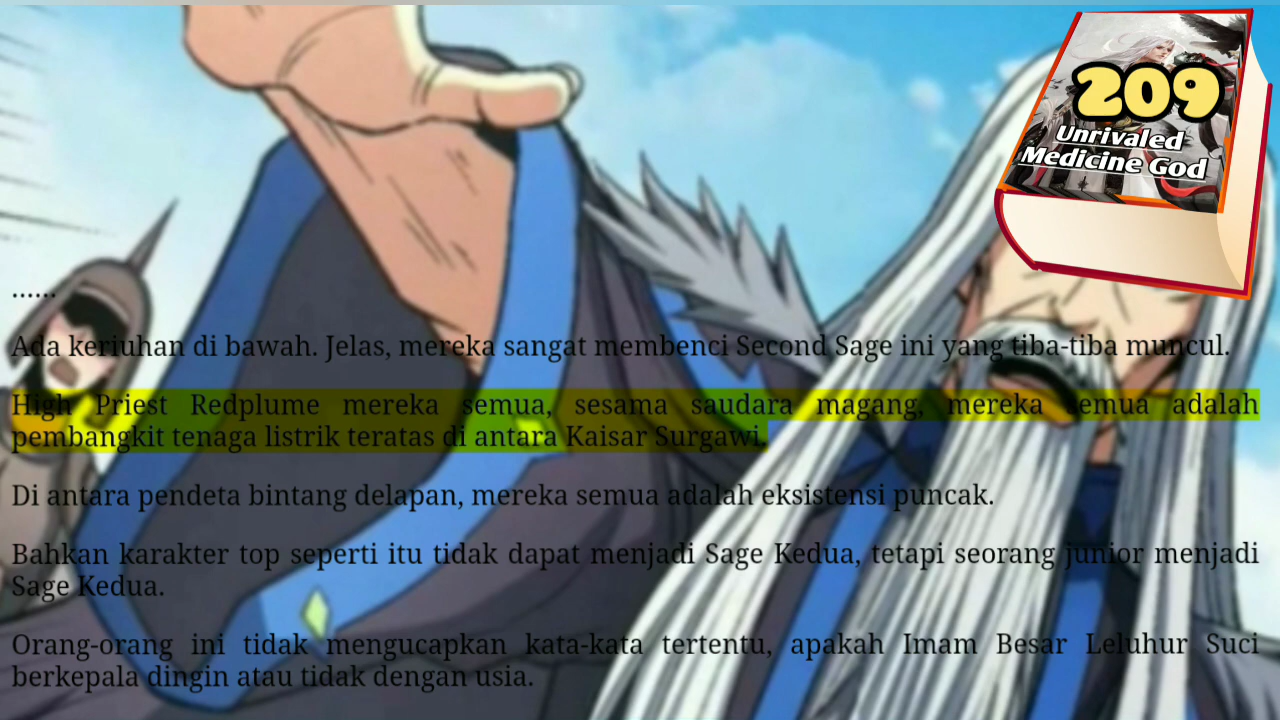 209
Unrivaled
Medicine God
......
Ada keriuhan di bawah. Jelas, mereka sangat membenci Second Sage ini yang tiba-tiba muncul.
High Priest Redplume mereka semua, sesama saudara magang, mereka semua adalah
pembangkit tenaga listrik teratas di antara Kaisar Surgawi.
Di antara pendeta bintang delapan, mereka semua adalah eksistensi puncak.
Bahkan karakter top seperti itu tidak dapat menjadi Sage Kedua, tetapi seorang junior menjadi
Sage Kedua.
Orang-orang ini tidak mengucapkan kata-kata tertentu, apakah Imam Besar Leluhur Suci
berkepala dingin atau tidak dengan usia.